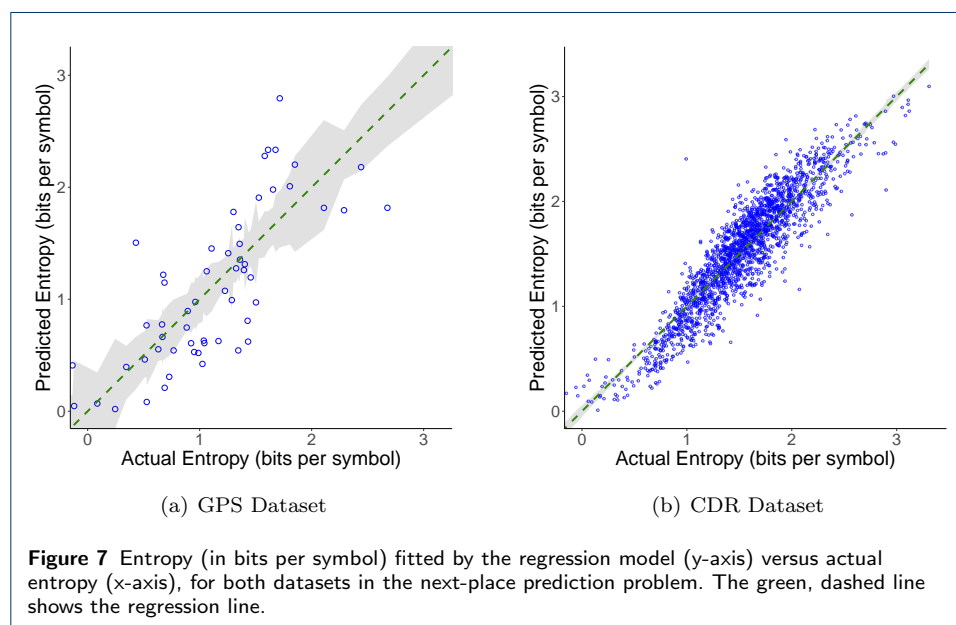 Predicted Entropy (bits per symbol)
3
2
1
0
0 1 2 3
Actual Entropy (bits per symbol)
(a) GPS Dataset
Predicted Entropy (bits per symbol)
3
2
1
0
0 1 2 3
Actual Entropy (bits per symbol)
(b) CDR Dataset
Figure 7 Entropy (in bits per symbol) fitted by the regression model (y-axis) versus actual
entropy (x-axis), for both datasets in the next-place prediction problem. The green, dashed line
shows the regression line.